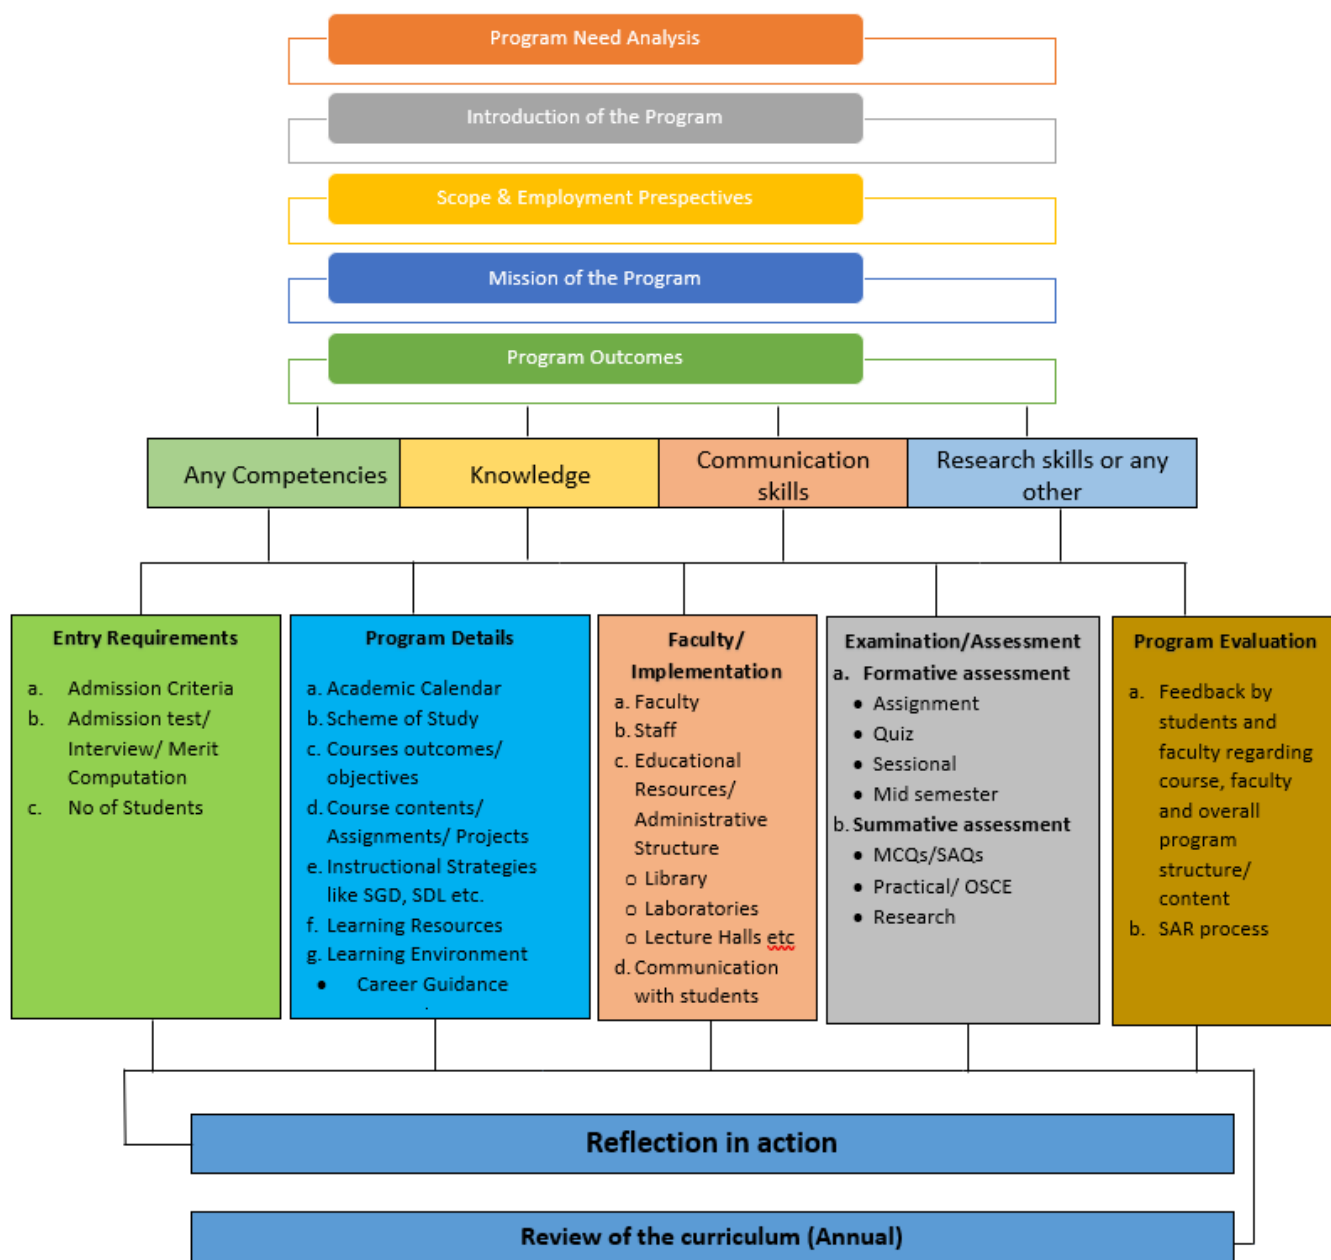 Program Need Analysis
Introduction of the Program
Scope & Employment Prespectives
Mission of the Program
Program Outcomes
Any Competencies
Knowledge
Communication
skills
Research skills or any
other
Entry Requirements
a. Admission Criteria
b. Admission test/
Interview/ Merit
Computation
c. No of Students
Program Details
a. Academic Calendar
b. Scheme of Study
c. Courses outcomes/
objectives
d. Course contents/
Assignments/ Projects
e. Instructional Strategies
like SGD, SDL etc.
f. Learning Resources
g. Learning Environment
• Career Guidance
.
Faculty/
Implementation
a. Faculty
b. Staff
c. Educational
Resources/
Administrative
Structure
o Library
o Laboratories
o Lecture Halls etc
d. Communication
with students
Examination/Assessment
a. Formative assessment
• Assignment
• Quiz
• Sessional
• Mid semester
b. Summative assessment
• MCQs/SAQs
• Practical/ OSCE
• Research
Program Evaluation
a. Feedback by
students and
faculty regarding
course, faculty
and overall
program
structure/
content
b. SAR process
Reflection in action
Review of the curriculum (Annual)